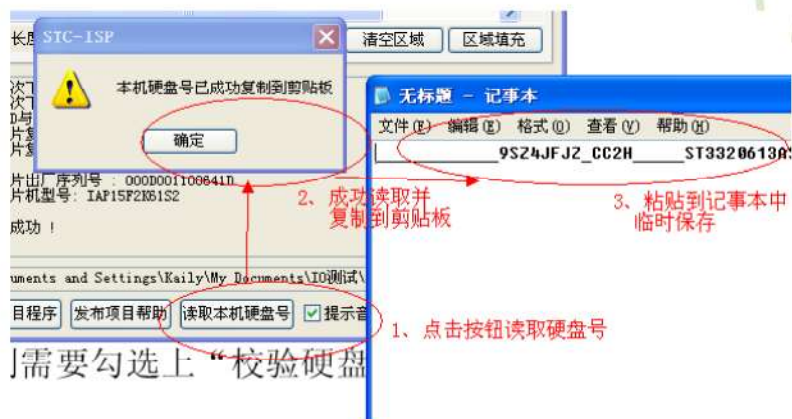 长度
STC-ISP
清空区域
区域填充
本机硬盘号已成功复制到剪贴板
确定
无标题 - 记事本
文件(F) 编辑(E) 格式(O) 查看(V) 帮助(H)
9SZ4JFJZ_CC2H_____ST3320613AS
片出厂序列号 : 000D001100641D
片机型号: IAP15F2K61S2
成功 !
2、成功读取并
复制到剪贴板
3、粘贴到记事本中
临时保存
uments and Settings\Kaily\My Documents\IO测试\
目程序
发布项目帮助
读取本机硬盘号
提示音
1、点击按钮读取硬盘号
需要勾选上“校验硬盘